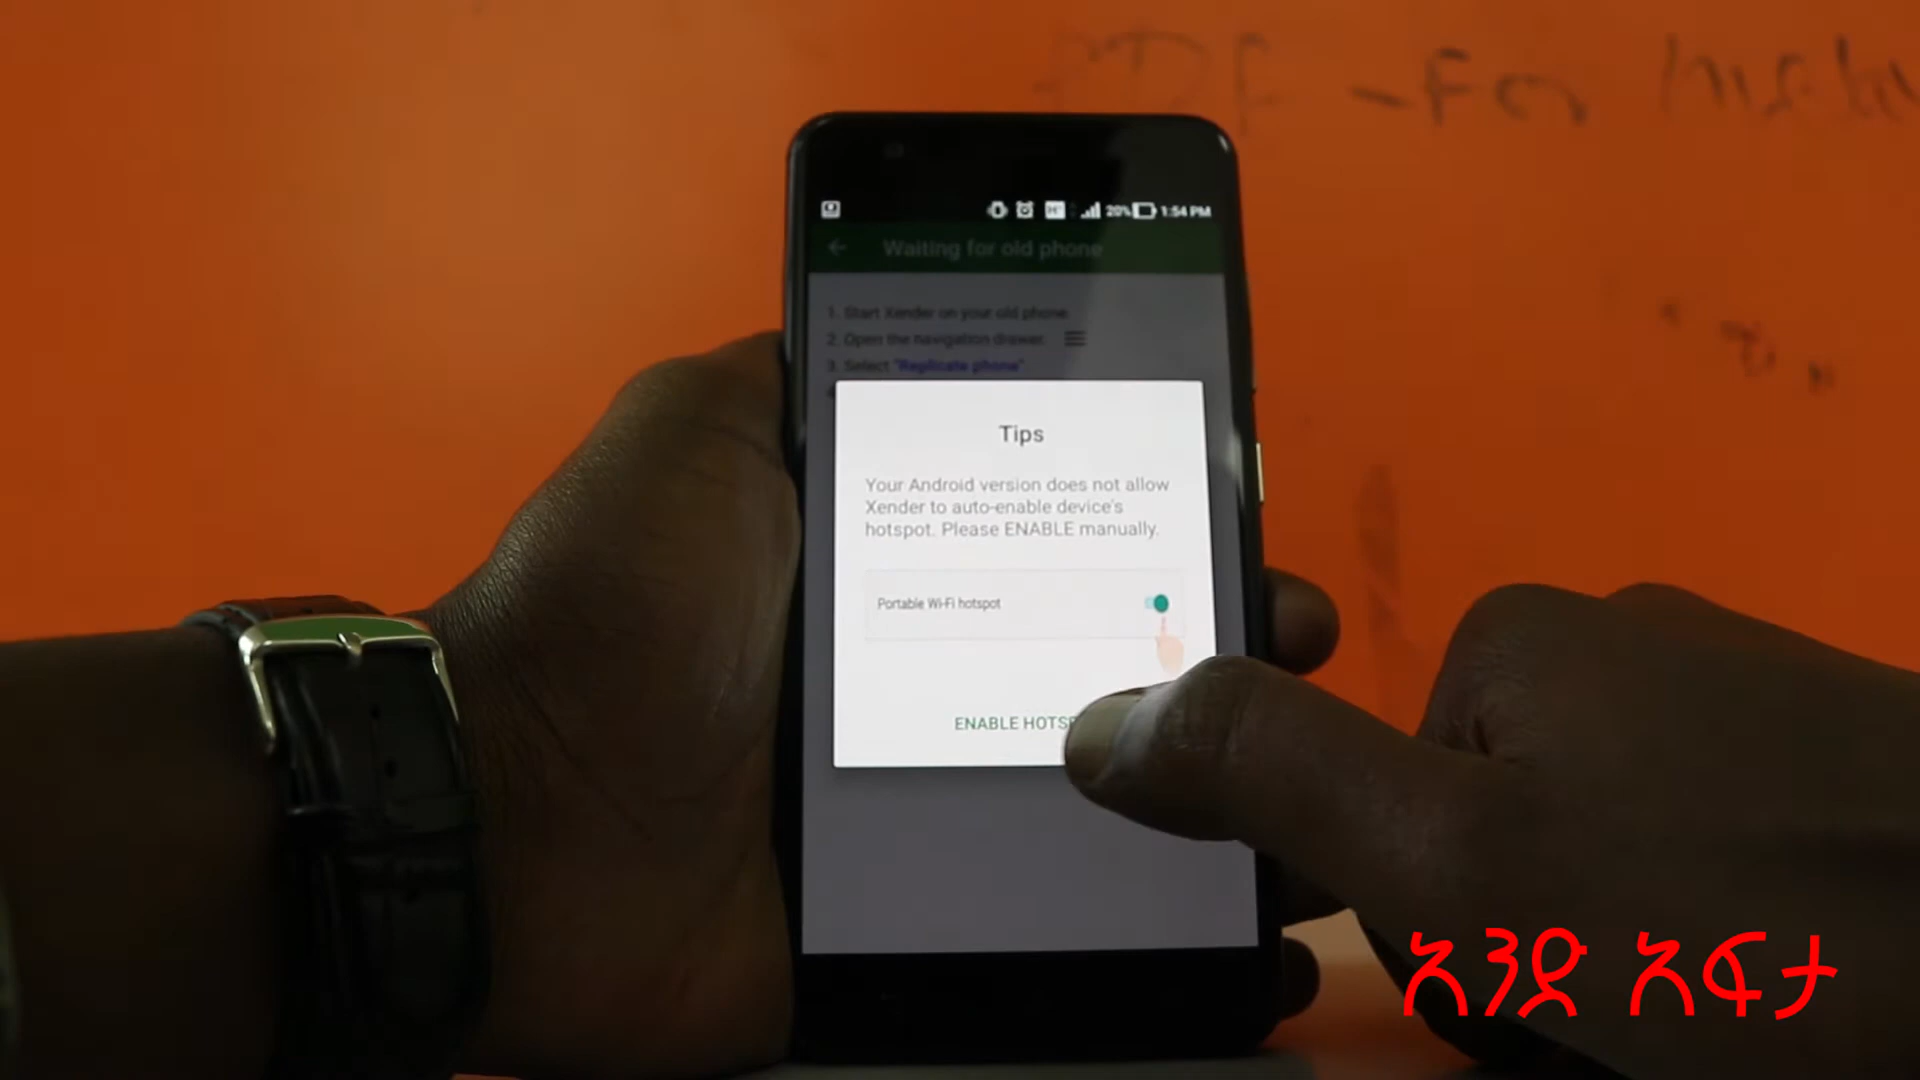 -For
20% 1:54 PM
Waiting for old phone
1. Start Xender on your old phone.
2. Open the navigation drawer.
3. Select "Replicate phone"
Tips
Your Android version does not allow
Xender to auto-enable device's
hotspot. Please ENABLE manually.
Portable Wi-Fi hotspot
ENABLE
አንድ አፍታ